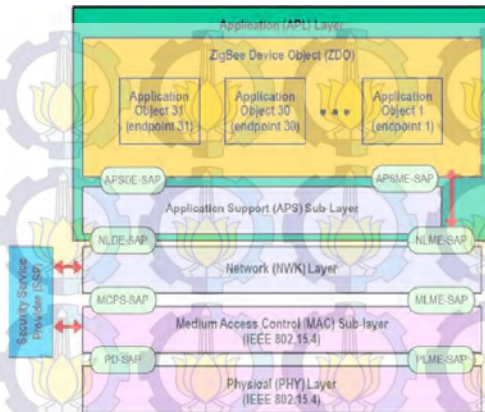 Application (APL) Layer
ZigBee Device Object (ZDO)
Application
Object 31
(endpoint 31)
Application
Object 30
(endpoint 30)
Application
Object 1
(endpoint 1)
APSDE-SAP
APSME-SAP
Application Support (APS) Sub-Layer
NLDE-SAP
NLME-SAP
Security Service
Provider (SSP)
Network (NWK) Layer
MCPS-SAP
MLME-SAP
Medium Access Control (MAC) Sub-layer
(IEEE 802.15.4)
PD-SAP
PLME-SAP
Physical (PHY) Layer
(IEEE 802.15.4)